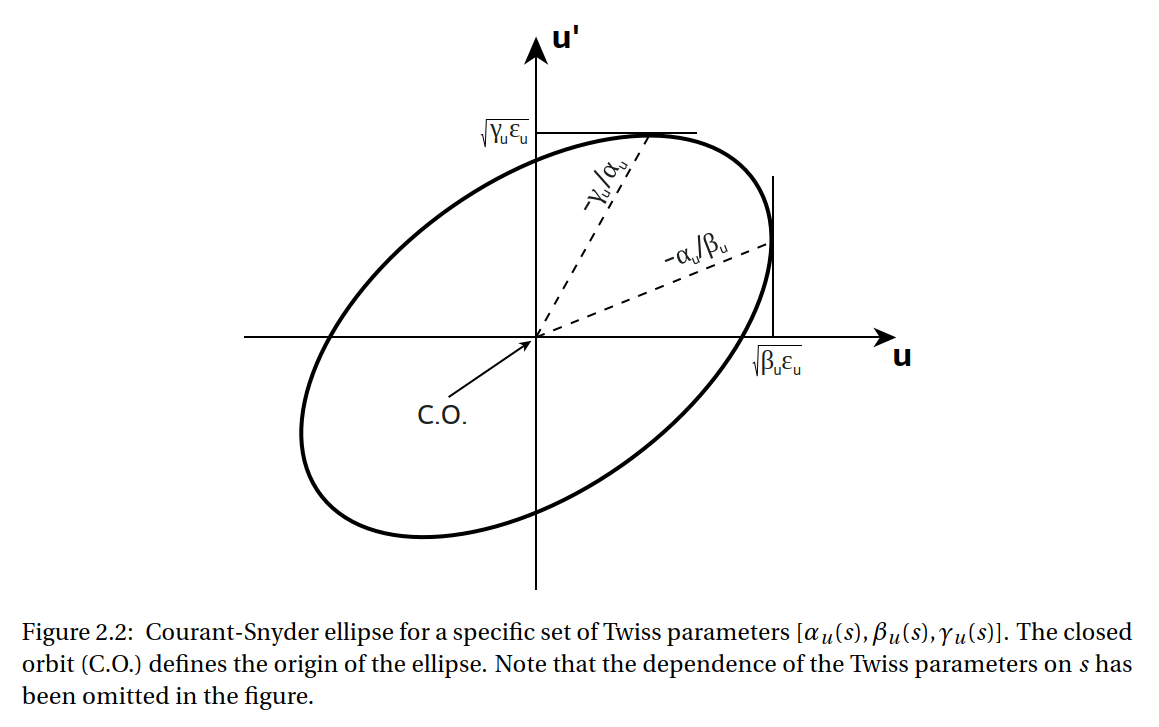 u'
√γuεu
-γu/αu
-αu/βu
√βuεu
u
C.O.
Figure 2.2: Courant-Snyder ellipse for a specific set of Twiss parameters [αu(s), βu(s), γu(s)]. The closed
orbit (C.O.) defines the origin of the ellipse. Note that the dependence of the Twiss parameters on s has
been omitted in the figure.